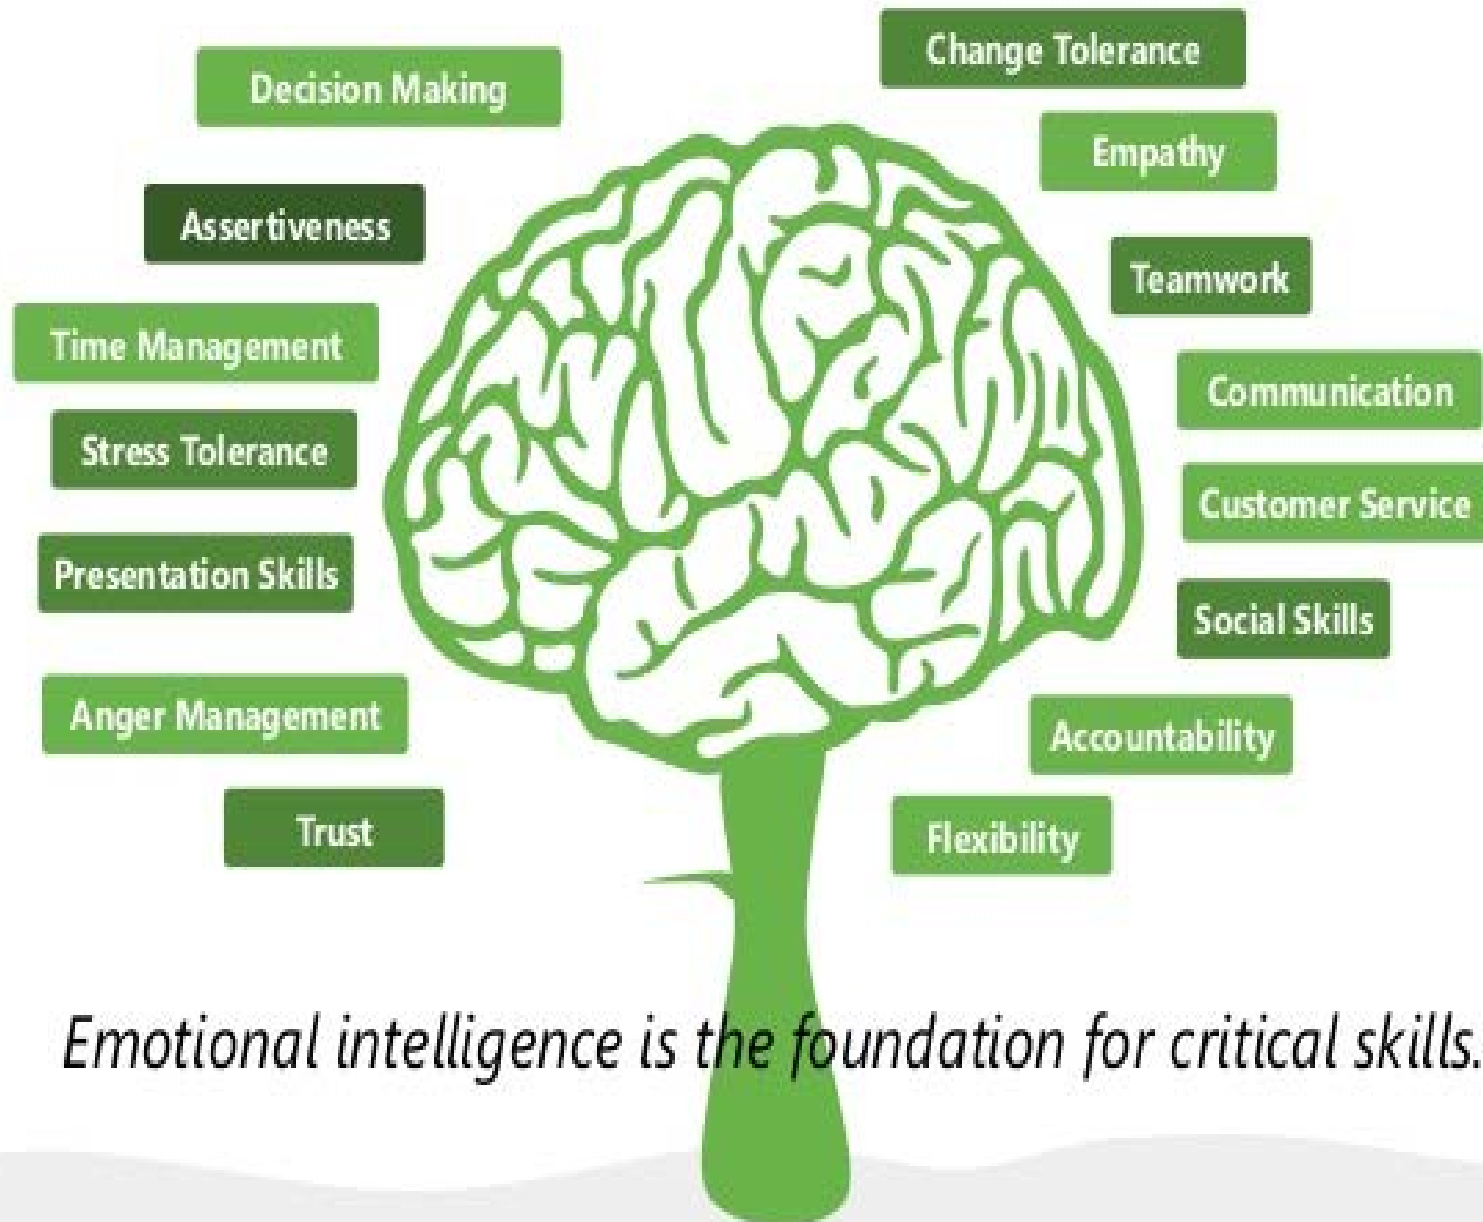 Decision Making
Assertiveness
Time Management
Stress Tolerance
Presentation Skills
Anger Management
Trust
Change Tolerance
Empathy
Teamwork
Communication
Customer Service
Social Skills
Accountability
Flexibility
Emotional intelligence is the foundation for critical skills.